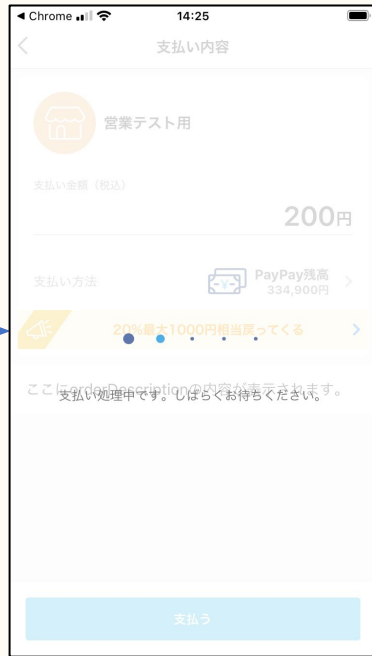 Chrome 14:25
支払い内容
営業テスト用
支払い金額（税込）
200円
支払い方法
PayPay残高
334,900円
20%最大1000円相当戻ってくる
ここにorderDescriptionの内容が表示されます。
支払い処理中です。しばらくお待ちください。
支払う